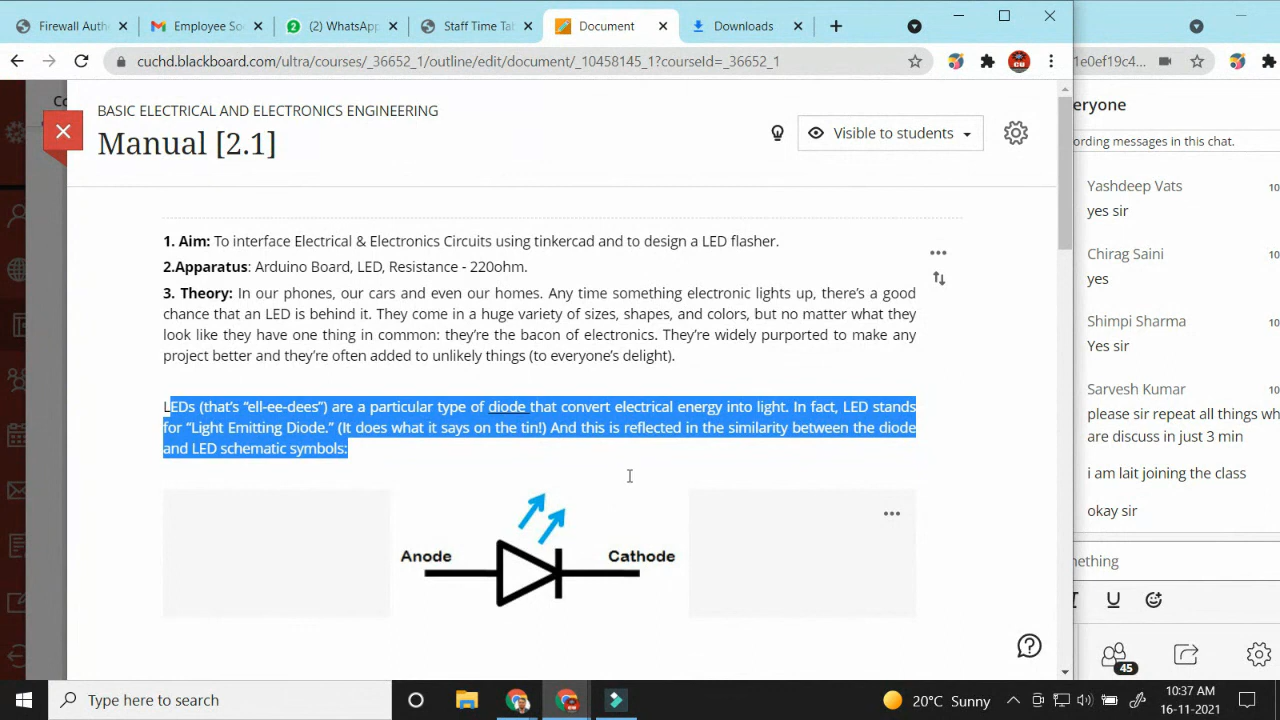 Firewall Auth
Employee So
(2) WhatsApp
Staff Time Ta
Document
Downloads
cuchd.blackboard.com/ultra/courses/_36652_1/outline/edit/document/_10458145_1?courseId=_36652_1
1e0ef19c4...
BASIC ELECTRICAL AND ELECTRONICS ENGINEERING
Manual [2.1]
Visible to students
1. Aim: To interface Electrical & Electronics Circuits using tinkercad and to design a LED flasher.
2.Apparatus: Arduino Board, LED, Resistance - 220ohm.
3. Theory: In our phones, our cars and even our homes. Any time something electronic lights up, there's a good
chance that an LED is behind it. They come in a huge variety of sizes, shapes, and colors, but no matter what they
look like they have one thing in common: they're the bacon of electronics. They're widely purported to make any
project better and they're often added to unlikely things (to everyone's delight).
LEDs (that's "ell-ee-dees") are a particular type of diode that convert electrical energy into light. In fact, LED stands
for "Light Emitting Diode." (It does what it says on the tin!) And this is reflected in the similarity between the diode
and LED schematic symbols:
Anode
Cathode
eryone
ording messages in this chat.
Yashdeep Vats
10
yes sir
Chirag Saini
10
yes
Shimpi Sharma
10
Yes sir
Sarvesh Kumar
10
please sir repeat all things wh
are discuss in just 3 min
i am lait joining the class
okay sir
ething
45
Type here to search
20°C Sunny
10:37 AM
16-11-2021